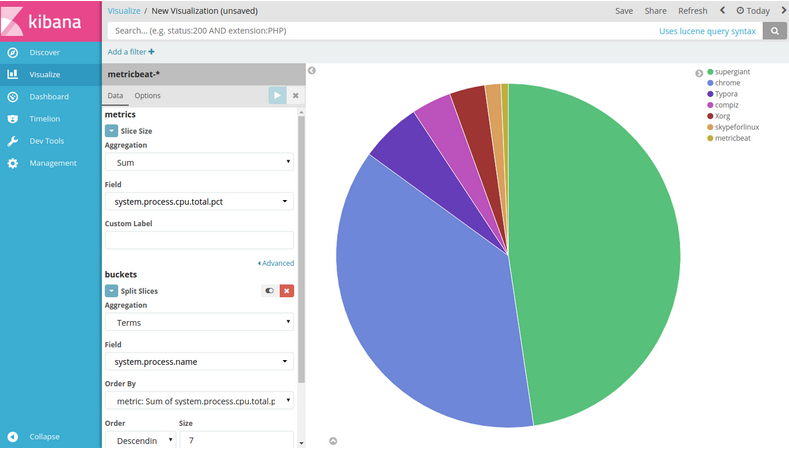 kibana
Discover
Visualize
Dashboard
Timelion
Dev Tools
Management
Collapse
Visualize / New Visualization (unsaved)
Save Share Refresh Today
Search... (e.g. status:200 AND extension:PHP)
Uses lucene query syntax
Add a filter +
metricbeat-*
Data Options
metrics
Slice Size
Aggregation
Sum
Field
system.process.cpu.total.pct
Custom Label
Advanced
buckets
Split Slices
Aggregation
Terms
Field
system.process.name
Order By
metric: Sum of system.process.cpu.total.p
Order Size
Descendin 7
supergiant
chrome
Typora
compiz
Xorg
skypeforlinux
metricbeat